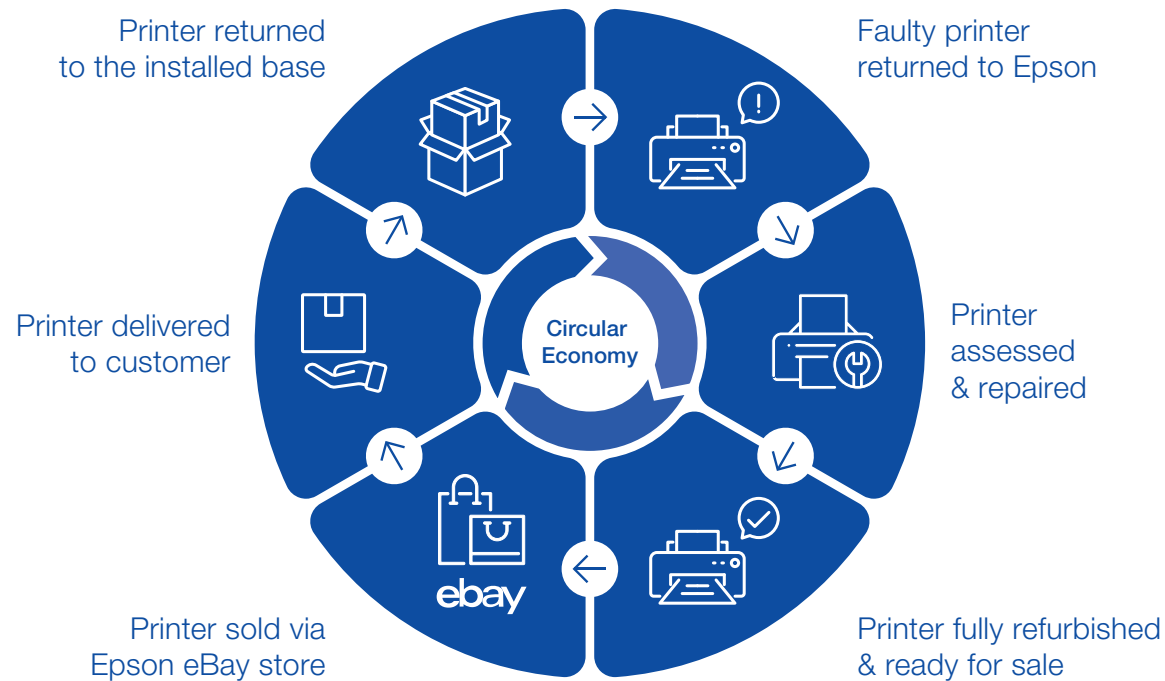 Printer returned
to the installed base
Faulty printer
returned to Epson
Printer delivered
to customer
Circular
Economy
Printer
assessed
& repaired
ebay
Printer sold via
Epson eBay store
Printer fully refurbished
& ready for sale